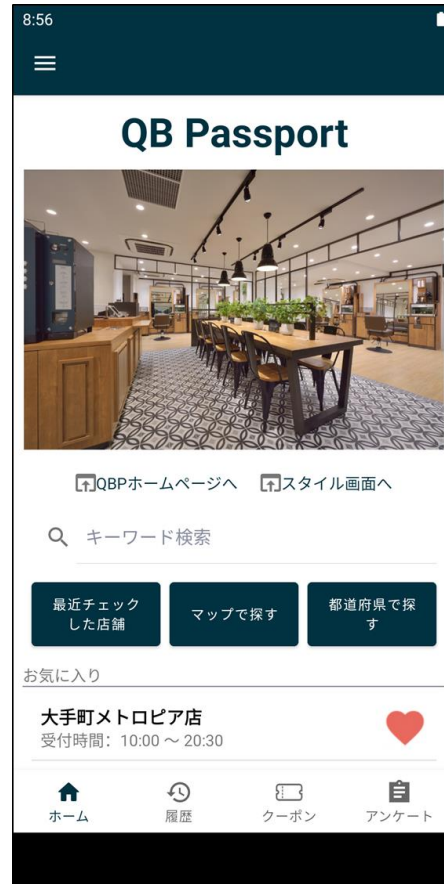 8:56
QB Passport
QBPホームページへ スタイル画面へ
キーワード検索
最近チェック
した店舗
マップで探す
都道府県で探
す
お気に入り
大手町メトロピア店
受付時間：10:00 ～ 20:30
ホーム 履歴 クーポン アンケート